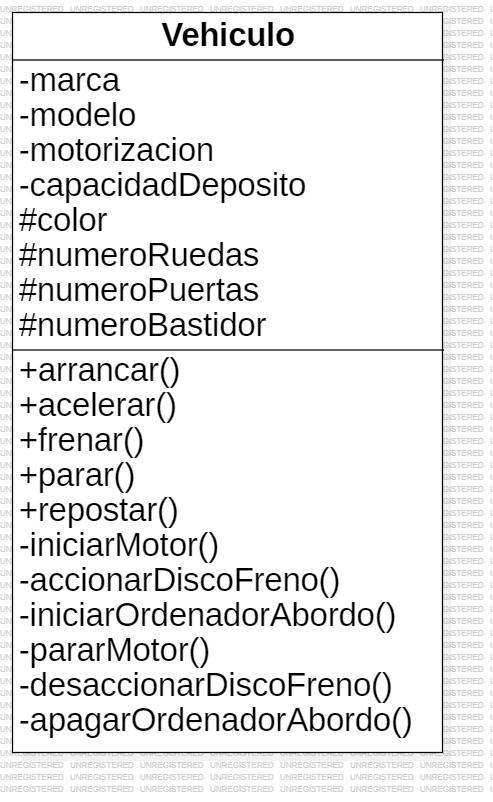 Vehiculo
-marca
-modelo
-motorizacion
-capacidadDeposito
#color
#numeroRuedas
#numeroPuertas
#numeroBastidor
+arrancar()
+acelerar()
+frenar()
+parar()
+repostar()
-iniciarMotor()
-accionarDiscoFreno()
-iniciarOrdenadorAbordo()
-pararMotor()
-desaccionarDiscoFreno()
-apagarOrdenadorAbordo()
UNREGISTERED UNREGISTERED UNREGISTERED UNREGISTERED UNREGISTERED UNREGISTERED UNREGISTERED